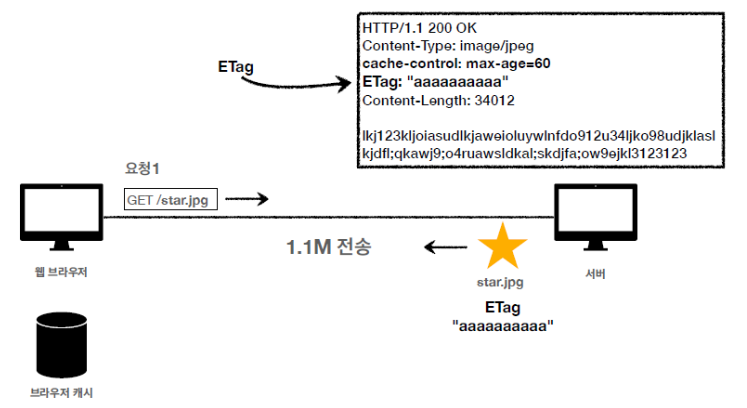 HTTP/1.1 200 OK
Content-Type: image/jpeg
cache-control: max-age=60
ETag: "aaaaaaaaaa"
Content-Length: 34012
lkj123kljoiasudlkjaweioluywlnfdo912u34ljko98udjklasl
kjdfl;qkawj9;o4ruawsldkal;skdjfa;ow9ejkl3123123
ETag
요청1
GET /star.jpg
1.1M 전송
star.jpg
ETag
"aaaaaaaaaa"
웹 브라우저
서버
브라우저 캐시